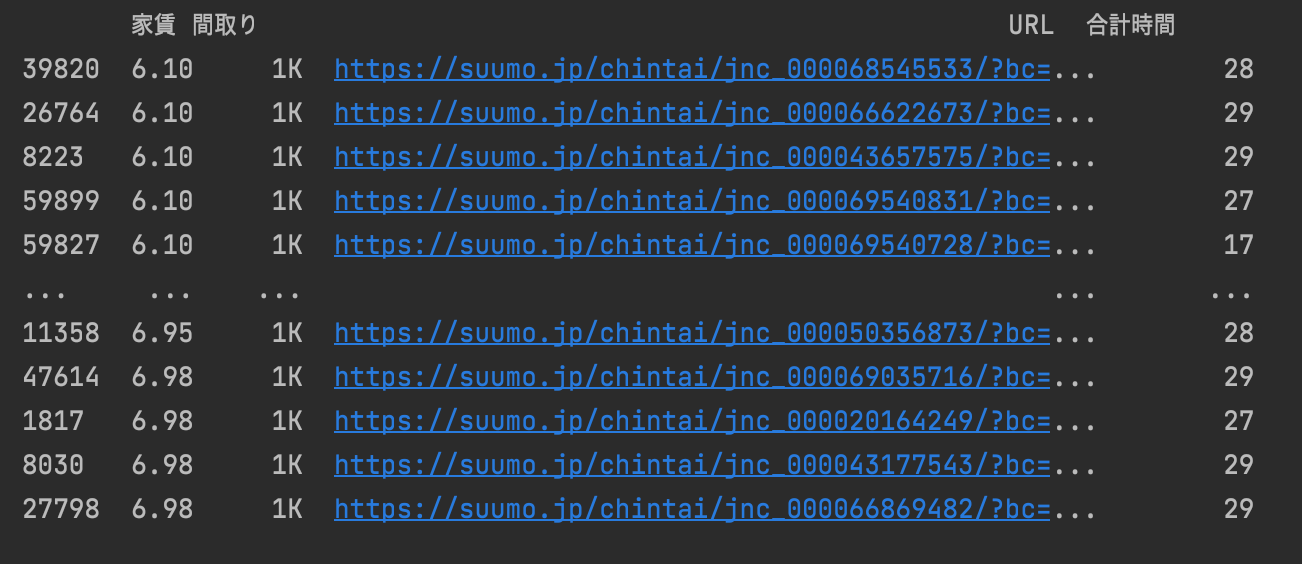 家賃 間取り URL 合計時間
39820 6.10 1K https://suumo.jp/chintai/jnc_000068545533/?bc=... 28
26764 6.10 1K https://suumo.jp/chintai/jnc_000066622673/?bc=... 29
8223 6.10 1K https://suumo.jp/chintai/jnc_000043657575/?bc=... 29
59899 6.10 1K https://suumo.jp/chintai/jnc_000069540831/?bc=... 27
59827 6.10 1K https://suumo.jp/chintai/jnc_000069540728/?bc=... 17
... ... ... ... ...
11358 6.95 1K https://suumo.jp/chintai/jnc_000050356873/?bc=... 28
47614 6.98 1K https://suumo.jp/chintai/jnc_000069035716/?bc=... 29
1817 6.98 1K https://suumo.jp/chintai/jnc_000020164249/?bc=... 27
8030 6.98 1K https://suumo.jp/chintai/jnc_000043177543/?bc=... 29
27798 6.98 1K https://suumo.jp/chintai/jnc_000066869482/?bc=... 29